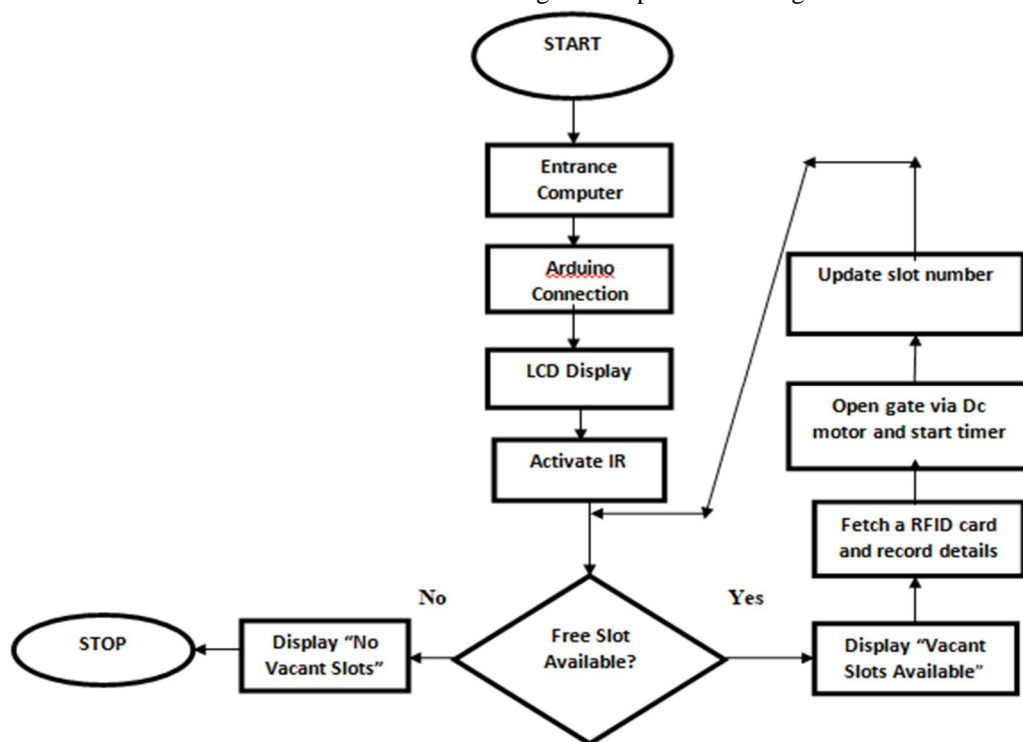 START
Entrance
Computer
Arduino
Connection
LCD Display
Activate IR
Free Slot
Available?
No
Display “No
Vacant Slots”
STOP
Yes
Display “Vacant
Slots Available”
Fetch a RFID card
and record details
Open gate via Dc
motor and start timer
Update slot number